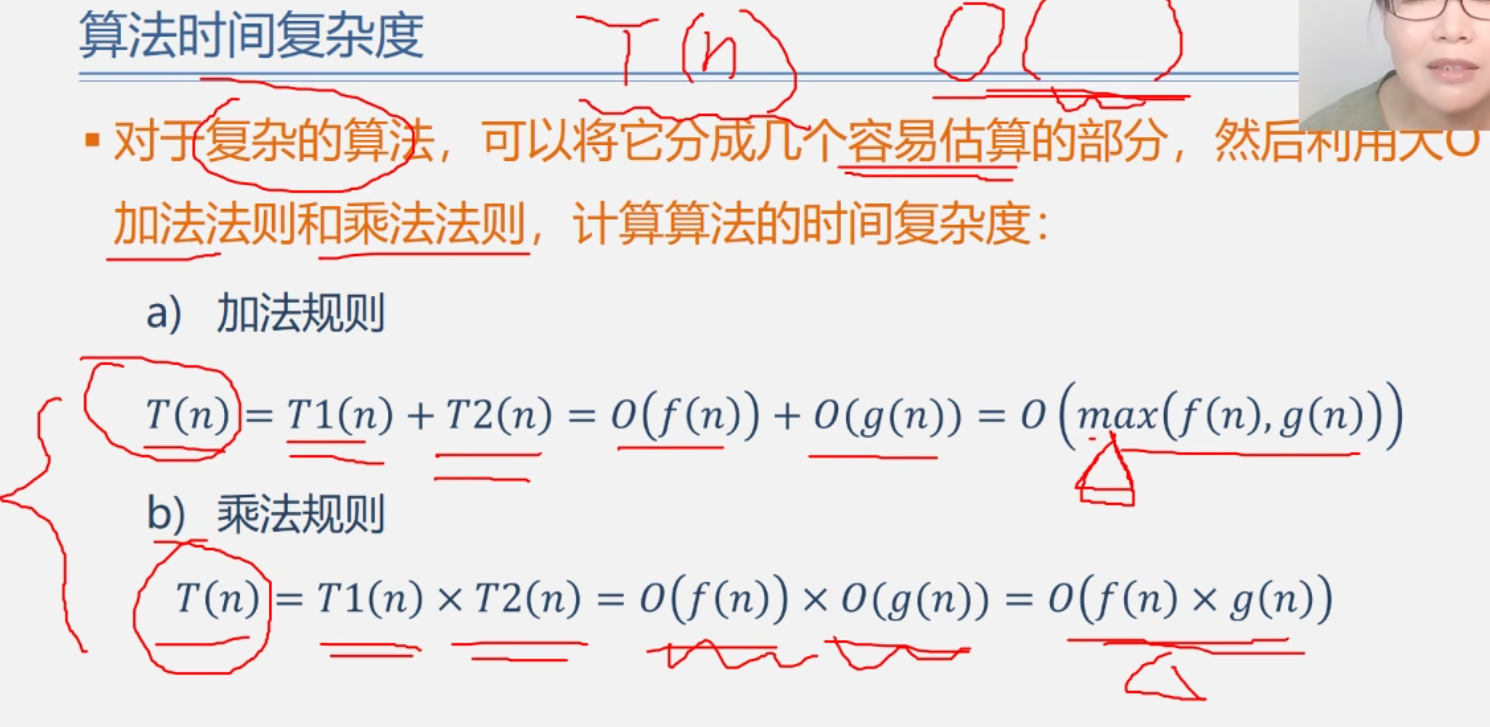 算法时间复杂度
T(n) O(
▪ 对于复杂的算法，可以将它分成几个容易估算的部分，然后利用大O
加法法则和乘法法则，计算算法的时间复杂度：
a) 加法规则
T(n) = T1(n) + T2(n) = O(f(n)) + O(g(n)) = O(max(f(n), g(n)))
b) 乘法规则
T(n) = T1(n) × T2(n) = O(f(n)) × O(g(n)) = O(f(n) × g(n))